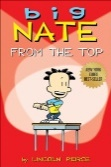 big
NATE
FROM THE TOP
NEW YORK
TIMES
BESTSELLER
by LINCOLN PEIRCE